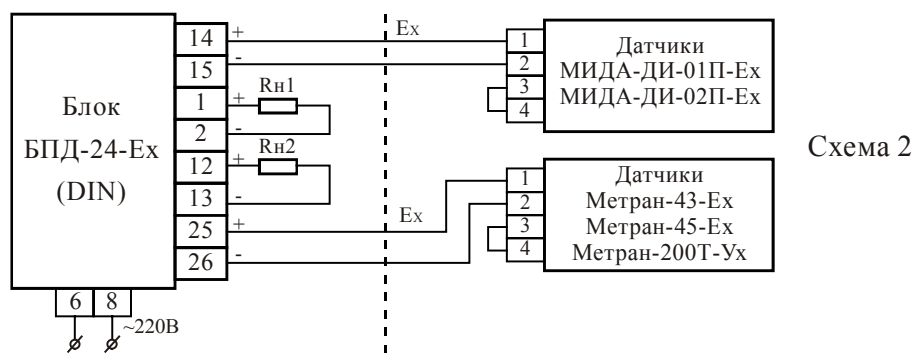 Блок
БПД-24-Ex
(DIN)
14
15
1
2
12
13
25
26
6
8
~220В
+
-
+
-
+
-
+
-
Rн1
Rн2
Ex
Ex
1
2
3
4
Датчики
МИДА-ДИ-01П-Ex
МИДА-ДИ-02П-Ex
1
2
3
4
Датчики
Метран-43-Ex
Метран-45-Ex
Метран-200Т-Ух
Схема 2